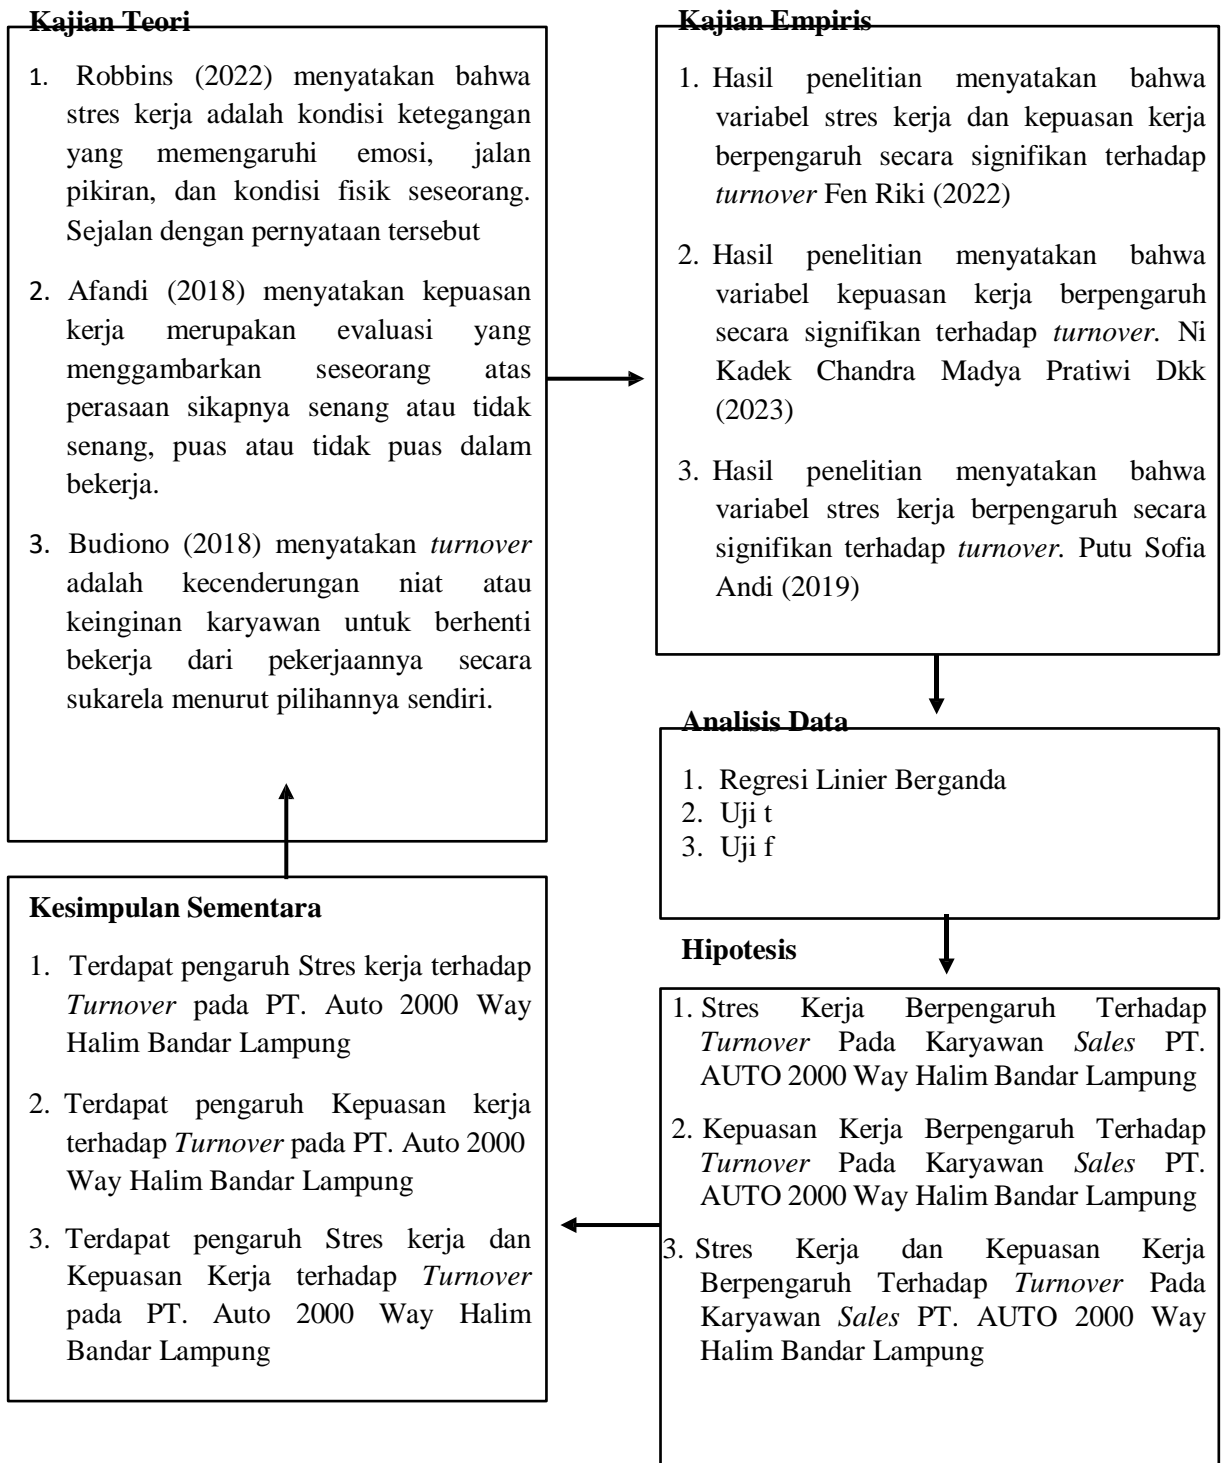 Kajian Teori
1. Robbins (2022) menyatakan bahwa
stres kerja adalah kondisi ketegangan
yang memengaruhi emosi, jalan
pikiran, dan kondisi fisik seseorang.
Sejalan dengan pernyataan tersebut
2. Afandi (2018) menyatakan kepuasan
kerja merupakan evaluasi yang
menggambarkan seseorang atas
perasaan sikapnya senang atau tidak
senang, puas atau tidak puas dalam
bekerja.
3. Budiono (2018) menyatakan turnover
adalah kecenderungan niat atau
keinginan karyawan untuk berhenti
bekerja dari pekerjaannya secara
sukarela menurut pilihannya sendiri.
Kajian Empiris
1. Hasil penelitian menyatakan bahwa
variabel stres kerja dan kepuasan kerja
berpengaruh secara signifikan terhadap
turnover Fen Riki (2022)
2. Hasil penelitian menyatakan bahwa
variabel kepuasan kerja berpengaruh
secara signifikan terhadap turnover. Ni
Kadek Chandra Madya Pratiwi Dkk
(2023)
3. Hasil penelitian menyatakan bahwa
variabel stres kerja berpengaruh secara
signifikan terhadap turnover. Putu Sofia
Andi (2019)
Analisis Data
1. Regresi Linier Berganda
2. Uji t
3. Uji f
Hipotesis
1. Stres Kerja Berpengaruh Terhadap
Turnover Pada Karyawan Sales PT.
AUTO 2000 Way Halim Bandar Lampung
2. Kepuasan Kerja Berpengaruh Terhadap
Turnover Pada Karyawan Sales PT.
AUTO 2000 Way Halim Bandar Lampung
3. Stres Kerja dan Kepuasan Kerja
Berpengaruh Terhadap Turnover Pada
Karyawan Sales PT. AUTO 2000 Way
Halim Bandar Lampung
Kesimpulan Sementara
1. Terdapat pengaruh Stres kerja terhadap
Turnover pada PT. Auto 2000 Way
Halim Bandar Lampung
2. Terdapat pengaruh Kepuasan kerja
terhadap Turnover pada PT. Auto 2000
Way Halim Bandar Lampung
3. Terdapat pengaruh Stres kerja dan
Kepuasan Kerja terhadap Turnover
pada PT. Auto 2000 Way Halim
Bandar Lampung